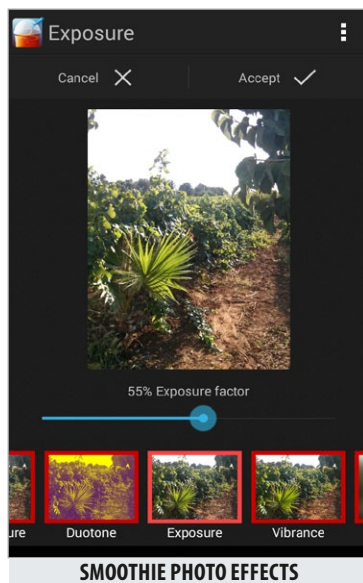 Exposure
Cancel Accept
55% Exposure factor
ure Duotone Exposure Vibrance
SMOOTHIE PHOTO EFFECTS